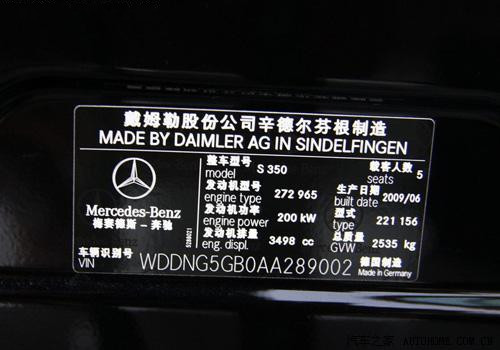 戴姆勒股份公司辛德尔芬根制造
MADE BY DAIMLER AG IN SINDELFINGEN
整车型号 model S 350 载客人数 seats 5
发动机型号 engine type 272 965 生产日期 built date 2009/06
发动机功率 engine power 200 kW 型式 type 221 156
发动机排量 eng. displ. 3498 cc 总质量 GVW 2535 kg
Mercedes-Benz
梅赛德斯-奔驰
车辆识别号 VIN WDDNG5GB0AA289002 德国制造 Made in Germany
汽车之家 AUTOHOME.COM.CN